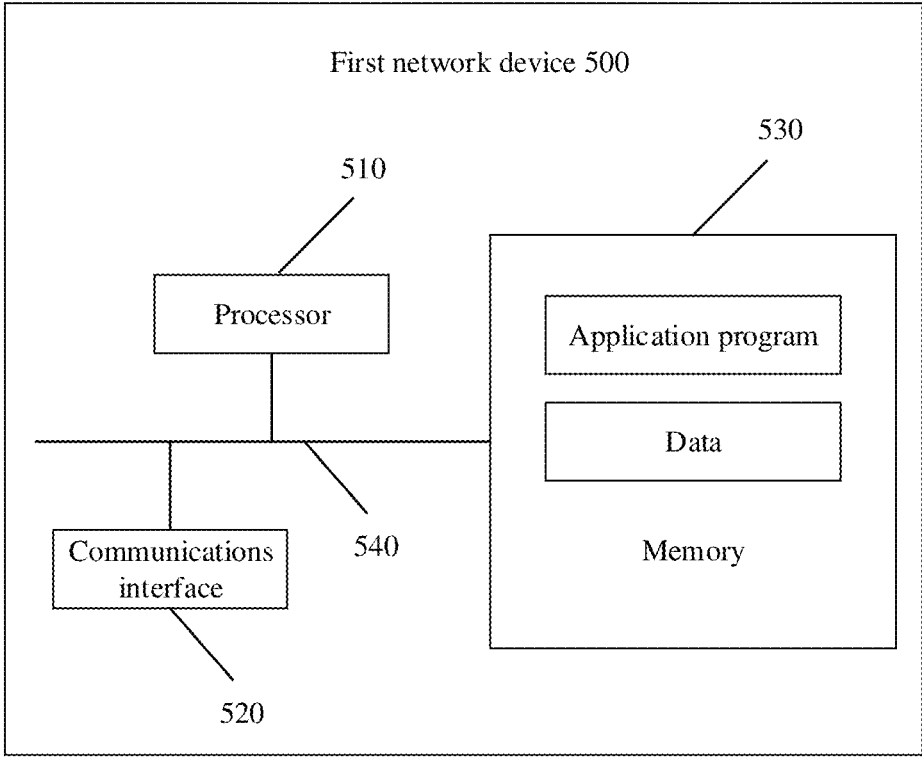 First network device 500
530
510
Processor
Application program
Data
540
Communications
interface
Memory
520